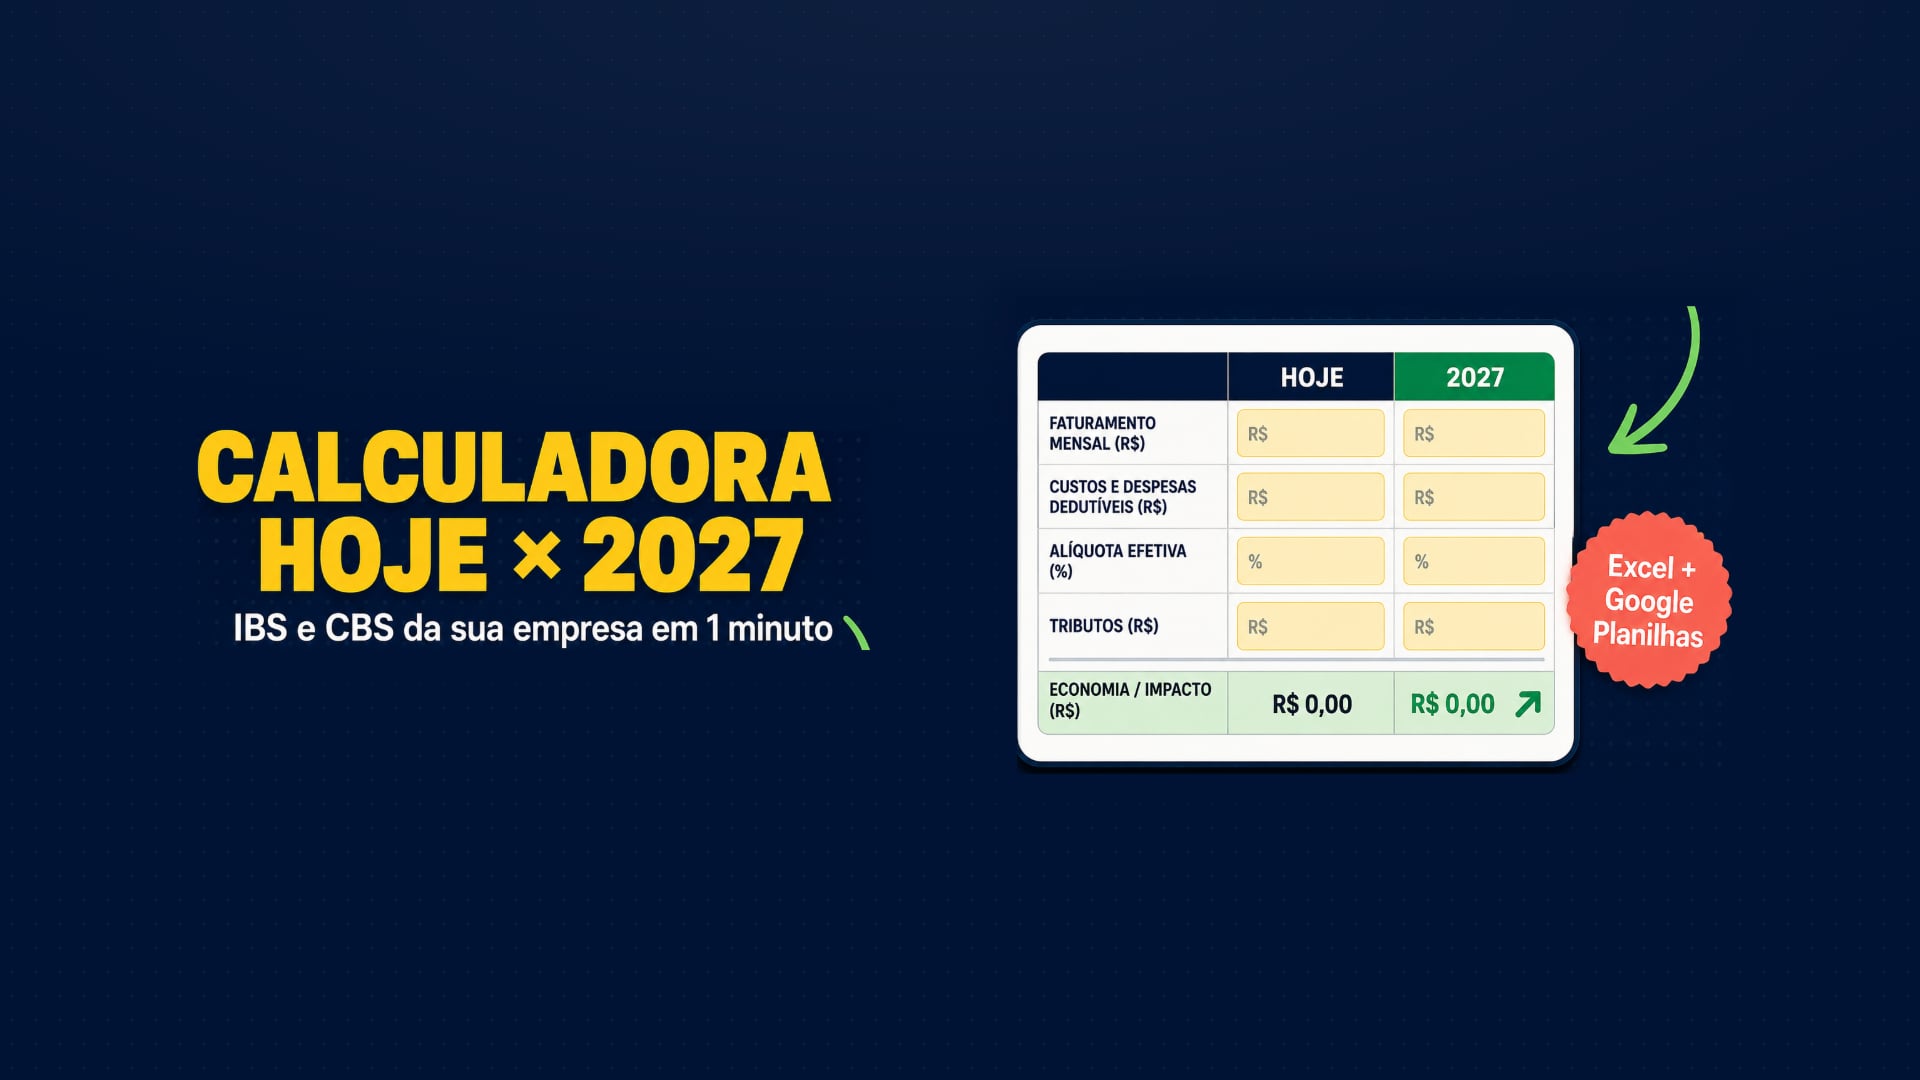 CALCULADORA
HOJE × 2027
IBS e CBS da sua empresa em 1 minuto
HOJE 2027
FATURAMENTO
MENSAL (R$) R$ R$
CUSTOS E DESPESAS
DEDUTÍVEIS (R$) R$ R$
ALÍQUOTA EFETIVA
(%) % %
TRIBUTOS (R$) R$ R$
ECONOMIA / IMPACTO
(R$) R$ 0,00 R$ 0,00
Excel +
Google
Planilhas